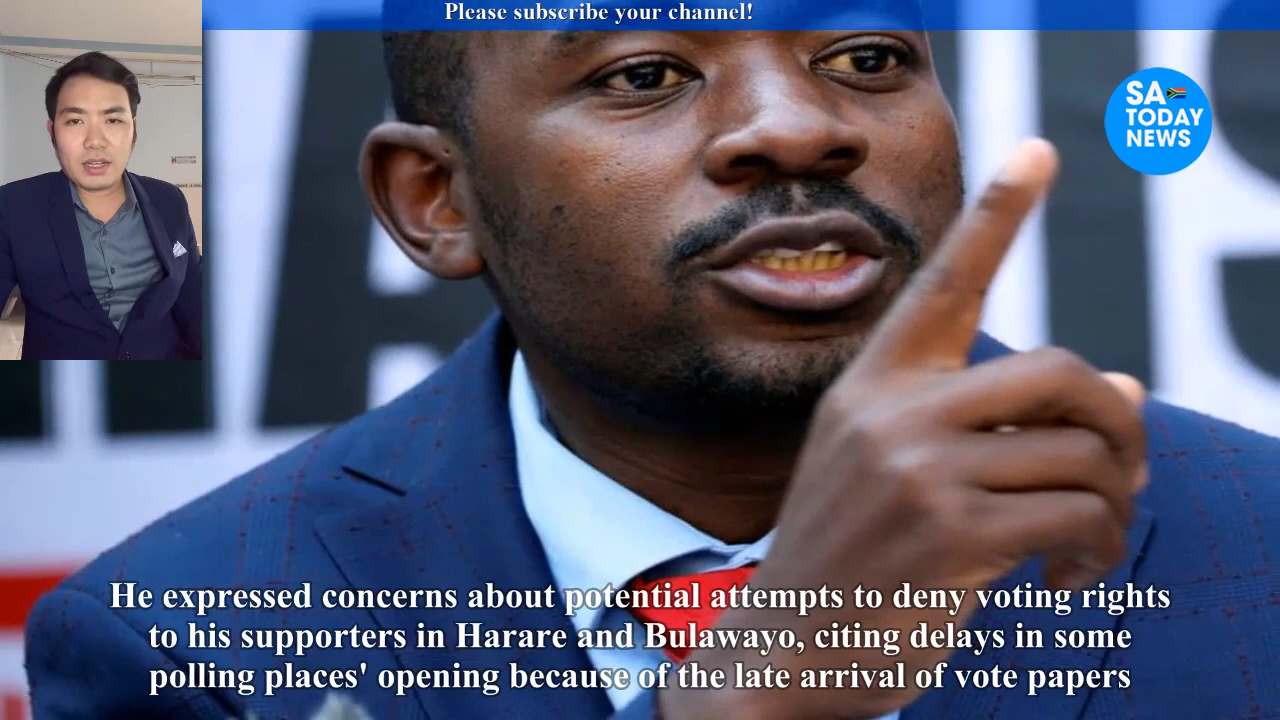 Please subscribe your channel!
SA
TODAY
NEWS
He expressed concerns about potential attempts to deny voting rights
to his supporters in Harare and Bulawayo, citing delays in some
polling places' opening because of the late arrival of vote papers